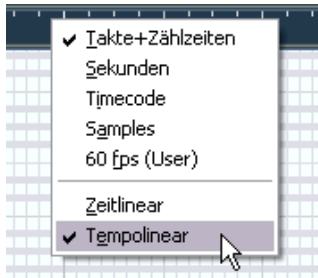 Takte+Zählzeiten
Sekunden
Timecode
Samples
60 fps (User)
Zeitlinear
Tempolinear